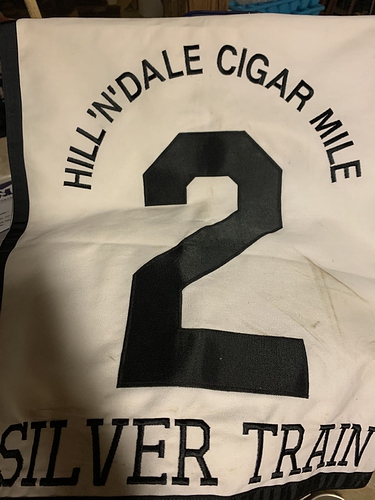 HILL 'N' DALE CIGAR MILE
2
SILVER TRAIN